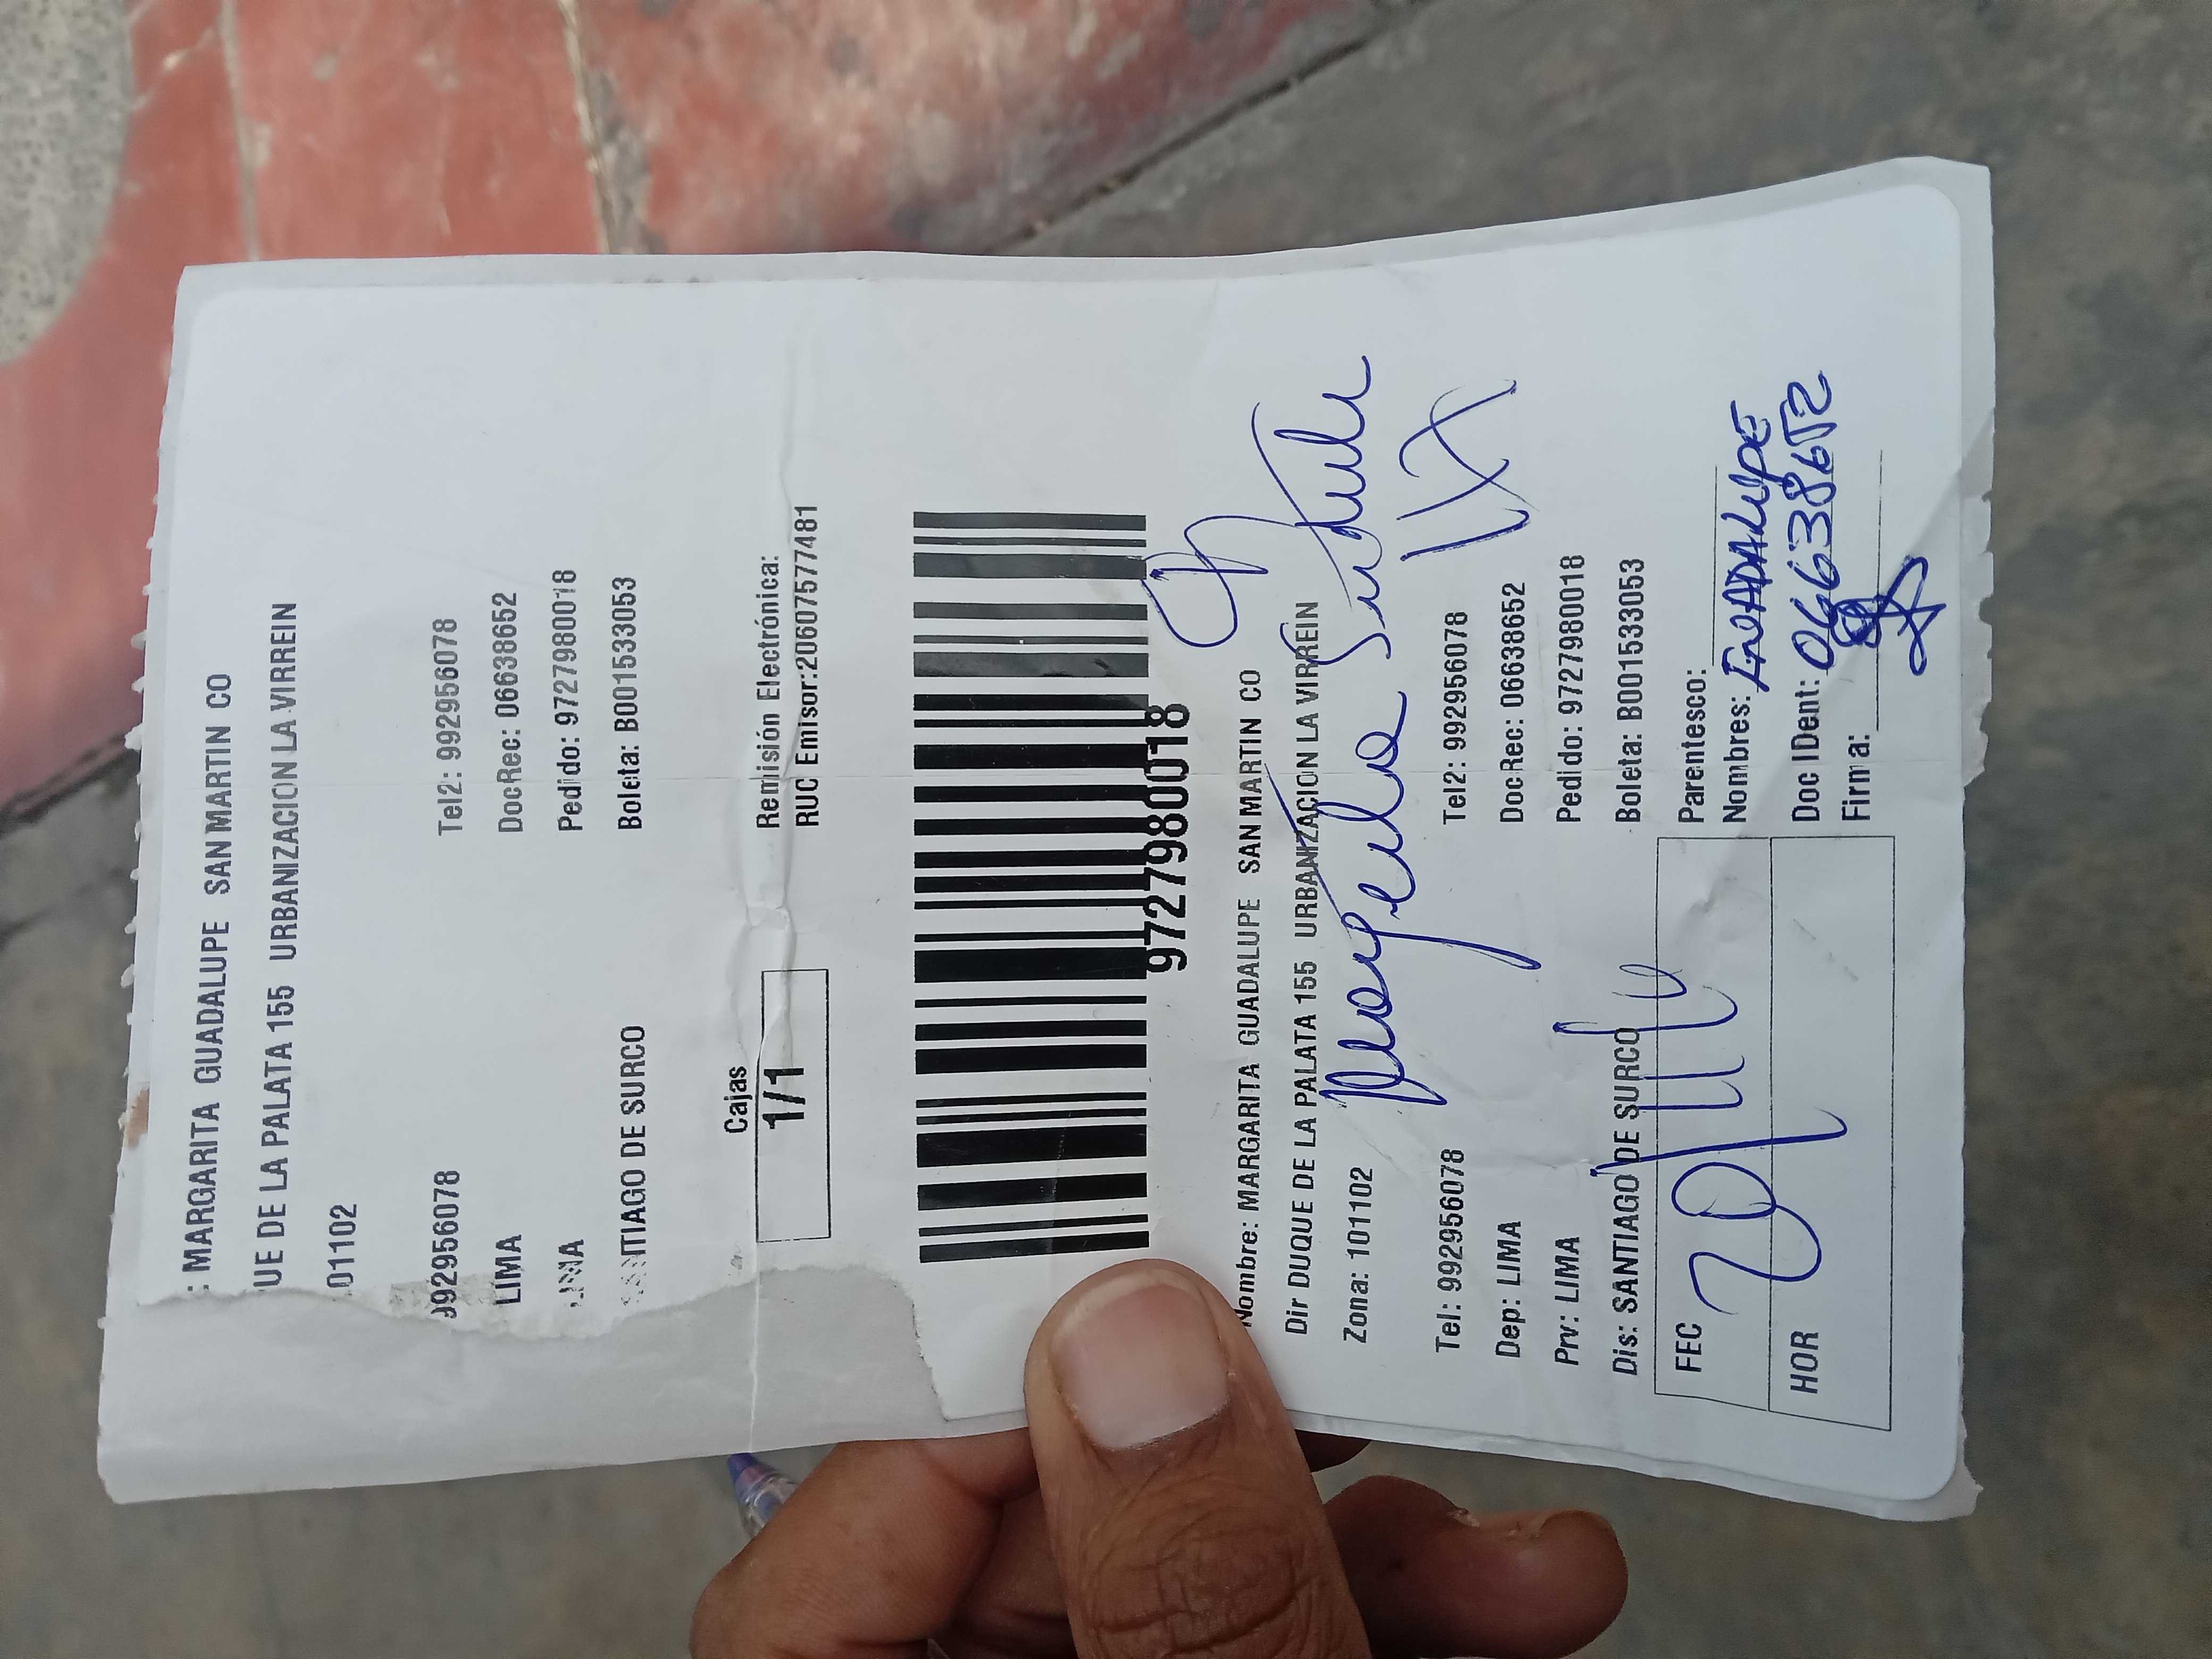 : MARGARITA GUADALUPE SAN MARTIN CO
UE DE LA PALATA 155 URBANIZACION LA VIRREIN
01102
992956078 Tel2: 992956078
LIMA DocRec: 06638652
LIMA Pedido: 9727980018
SANTIAGO DE SURCO Boleta: B001533053
Cajas
1/1
Remisión Electrónica:
RUC Emisor:20607577481
9727980018
Nombre: MARGARITA GUADALUPE SAN MARTIN CO
Dir DUQUE DE LA PALATA 155 URBANIZACION LA VIRREIN
Zona: 101102
Tel: 992956078 Tel2: 992956078
Dep: LIMA DocRec: 06638652
Prv: LIMA Pedido: 9727980018
Dis: SANTIAGO DE SURCO Boleta: B001533053
FEC
HOR
Parentesco:
Nombres: GUADALUPE
Doc IDent: 06638652
Firma: